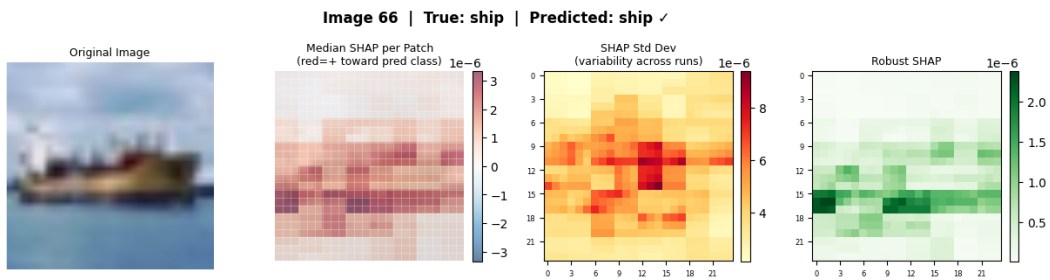 Image 66 | True: ship | Predicted: ship ✓
Original Image
Median SHAP per Patch
(red=+ toward pred class)
1e−6
3
2
1
0
−1
−2
−3
SHAP Std Dev
(variability across runs)
1e−6
0
3
6
9
12
15
18
21
0 3 6 9 12 15 18 21
8
6
4
Robust SHAP
1e−6
0
3
6
9
12
15
18
21
0 3 6 9 12 15 18 21
2.0
1.5
1.0
0.5